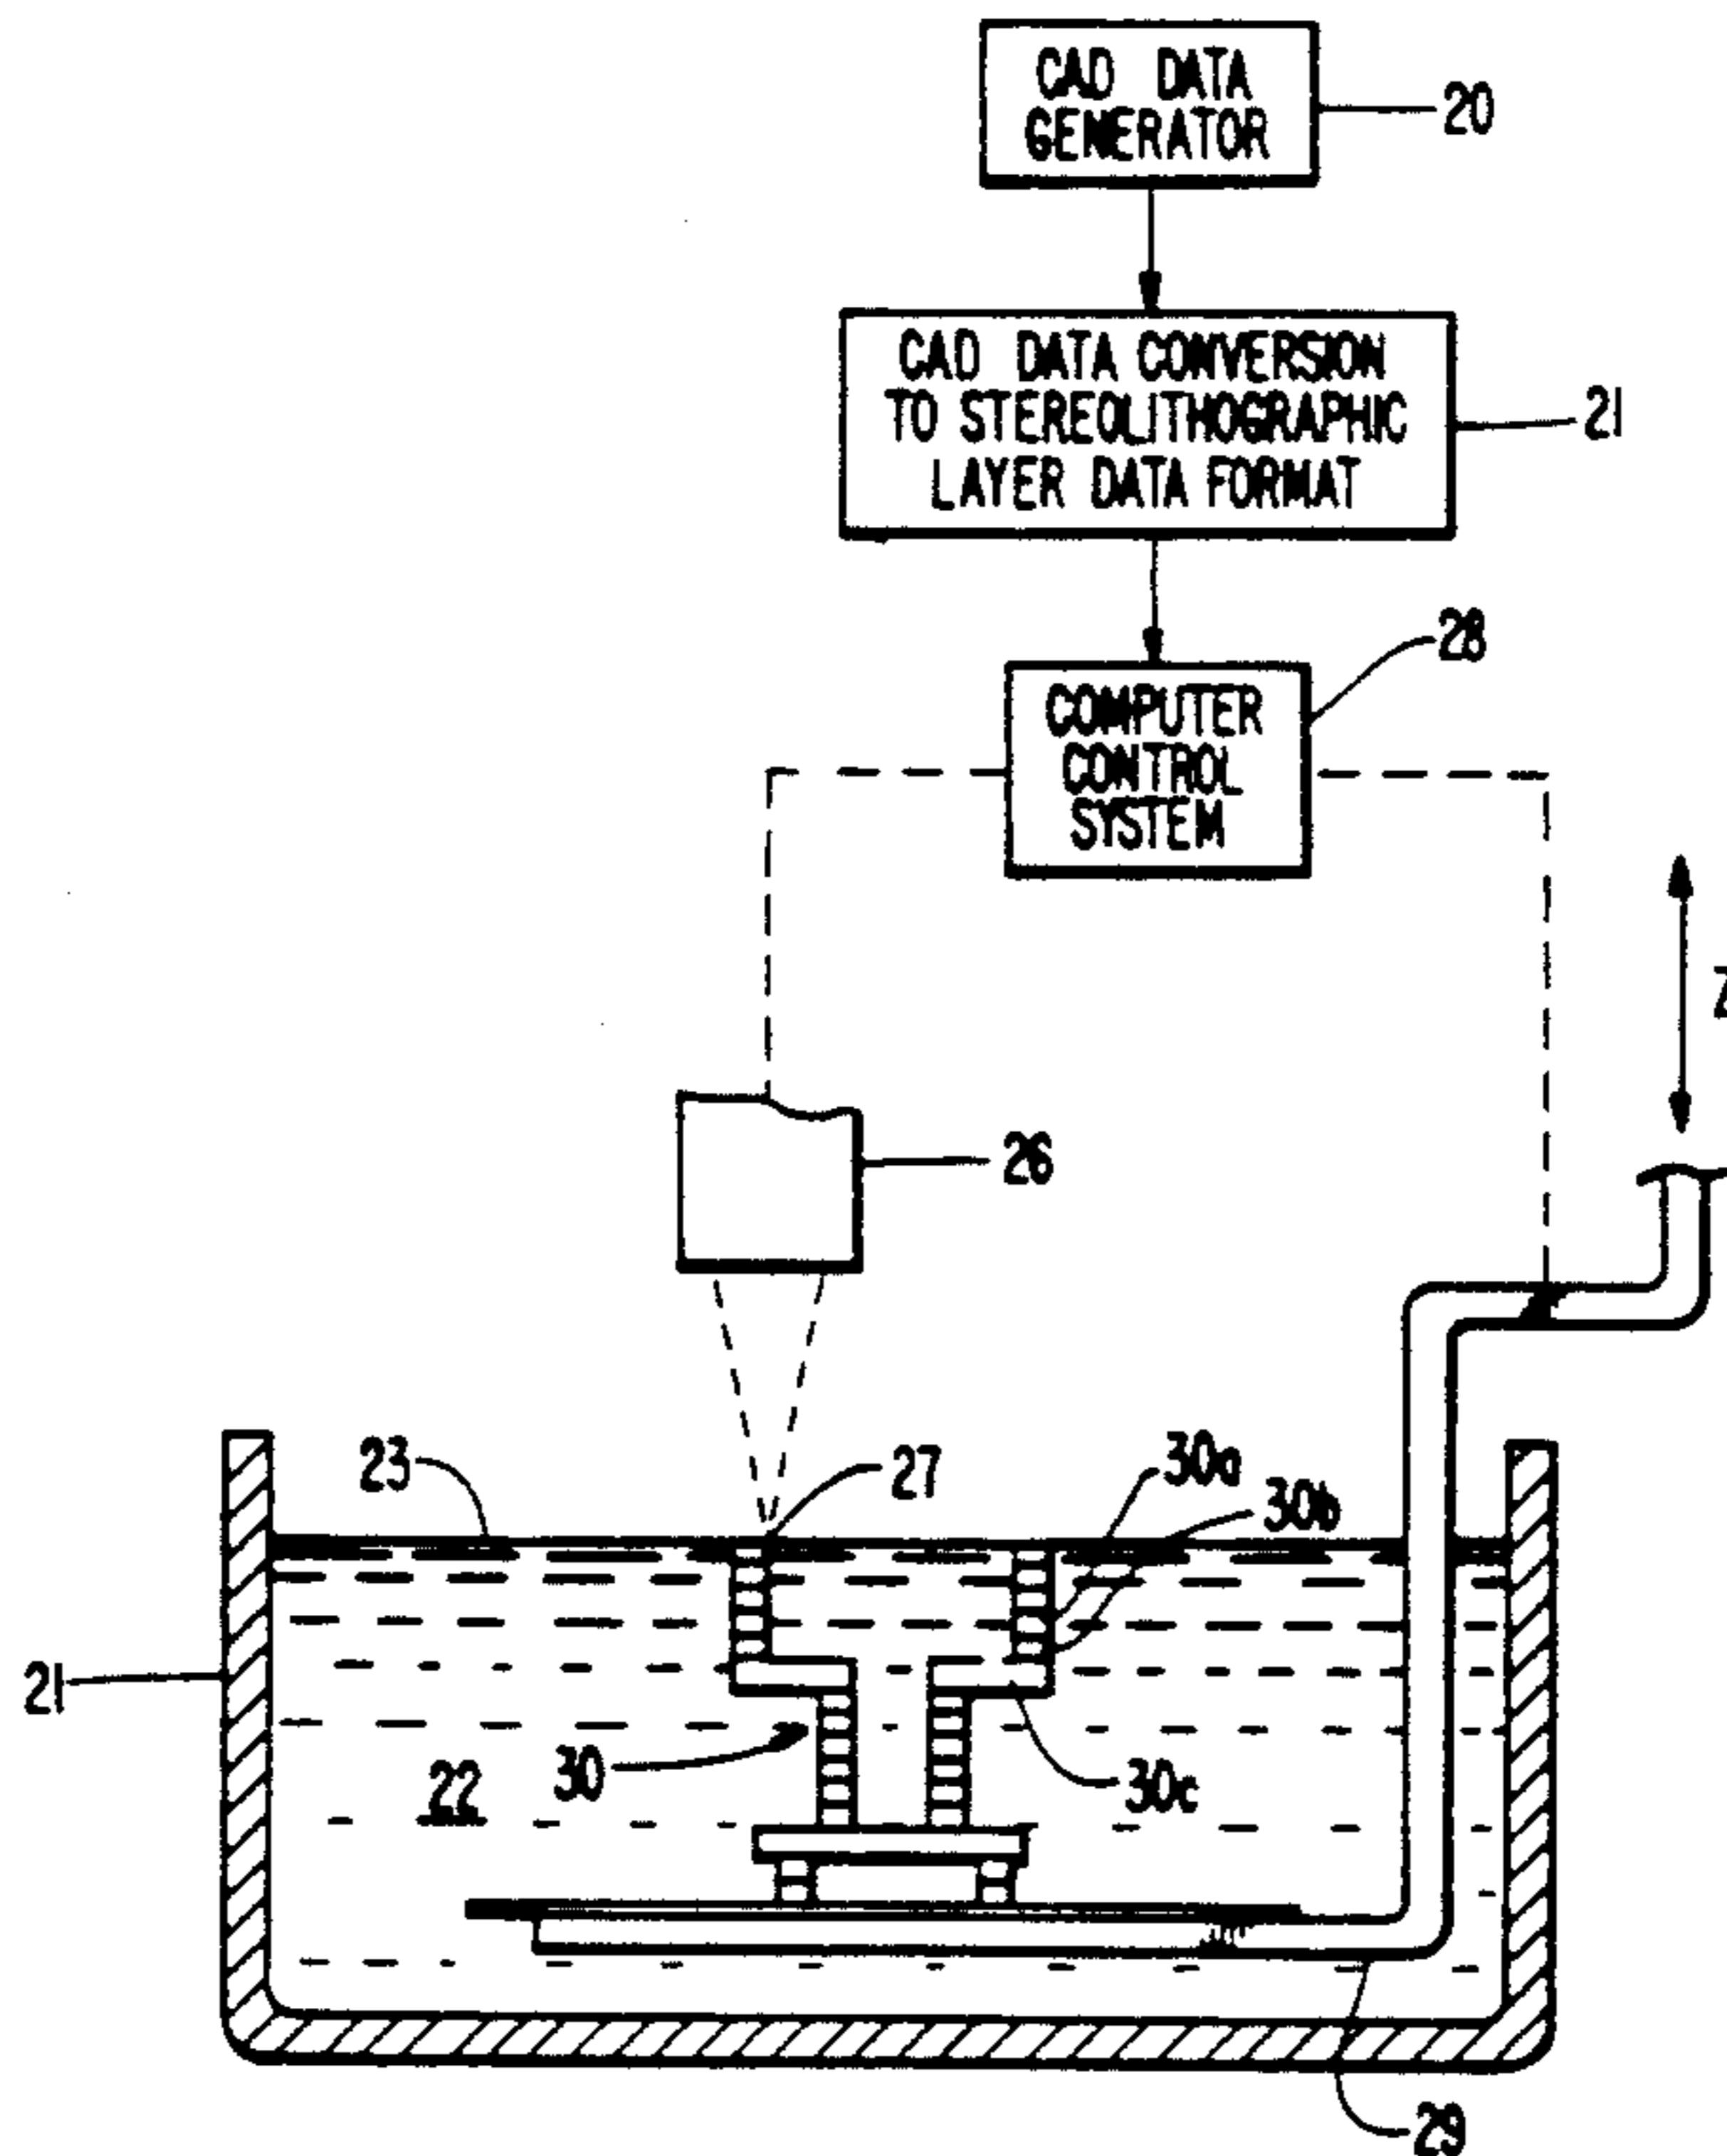 CAD DATA
GENERATOR
20
CAD DATA CONVERSION
TO STEREOLITHOGRAPHIC
LAYER DATA FORMAT
21
28
COMPUTER
CONTROL
SYSTEM
Z
26
23
27
30a
30b
21
30
30c
22
29